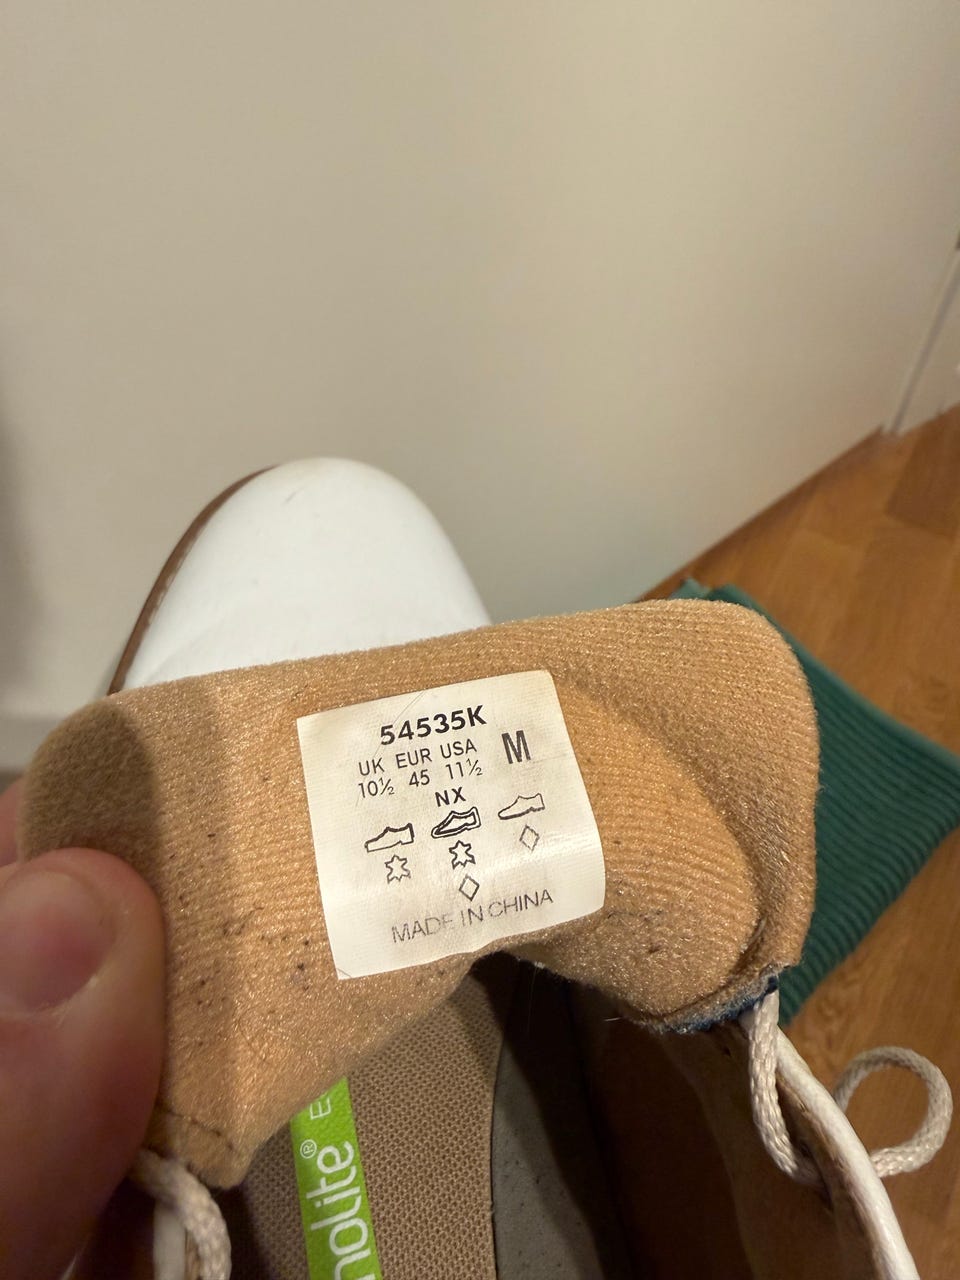 54535K
UK EUR USA M
10½ 45 11½
NX
MADE IN CHINA